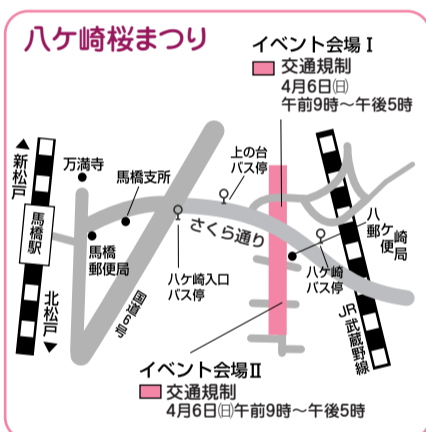 八ケ崎桜まつり
イベント会場Ⅰ
交通規制
4月6日㈰
午前9時～午後5時
▲新松戸
馬橋駅
北松戸▼
万満寺
馬橋支所
馬橋
郵便局
上の台
バス停
さくら通り
八ケ崎入口
バス停
国道6号
八ケ崎
郵便局
八ケ崎
バス停
JR武蔵野線
イベント会場Ⅱ
交通規制
4月6日㈰午前9時～午後5時